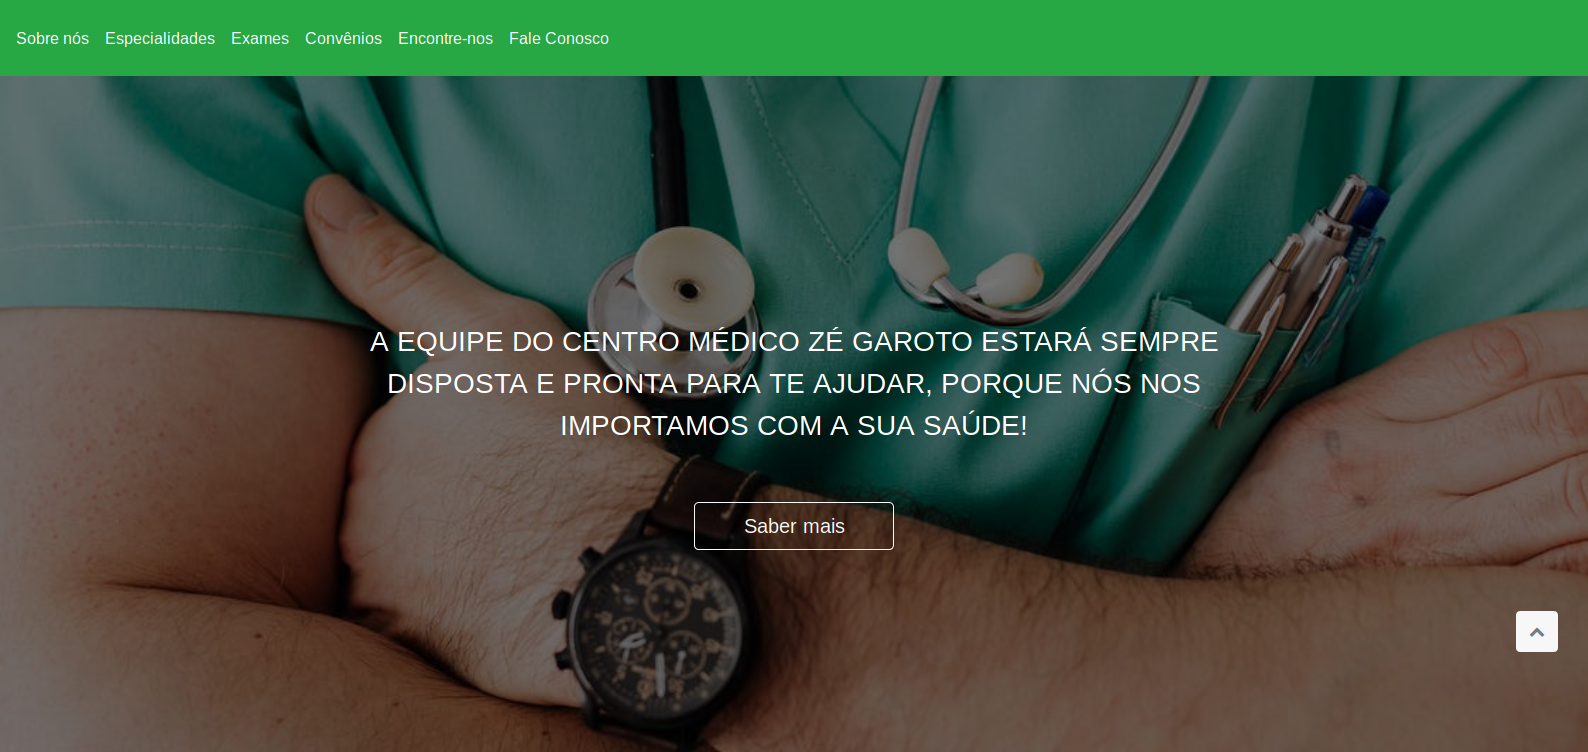 Sobre nós Especialidades Exames Convênios Encontre-nos Fale Conosco
A EQUIPE DO CENTRO MÉDICO ZÉ GAROTO ESTARÁ SEMPRE
DISPOSTA E PRONTA PARA TE AJUDAR, PORQUE NÓS NOS
IMPORTAMOS COM A SUA SAÚDE!
Saber mais